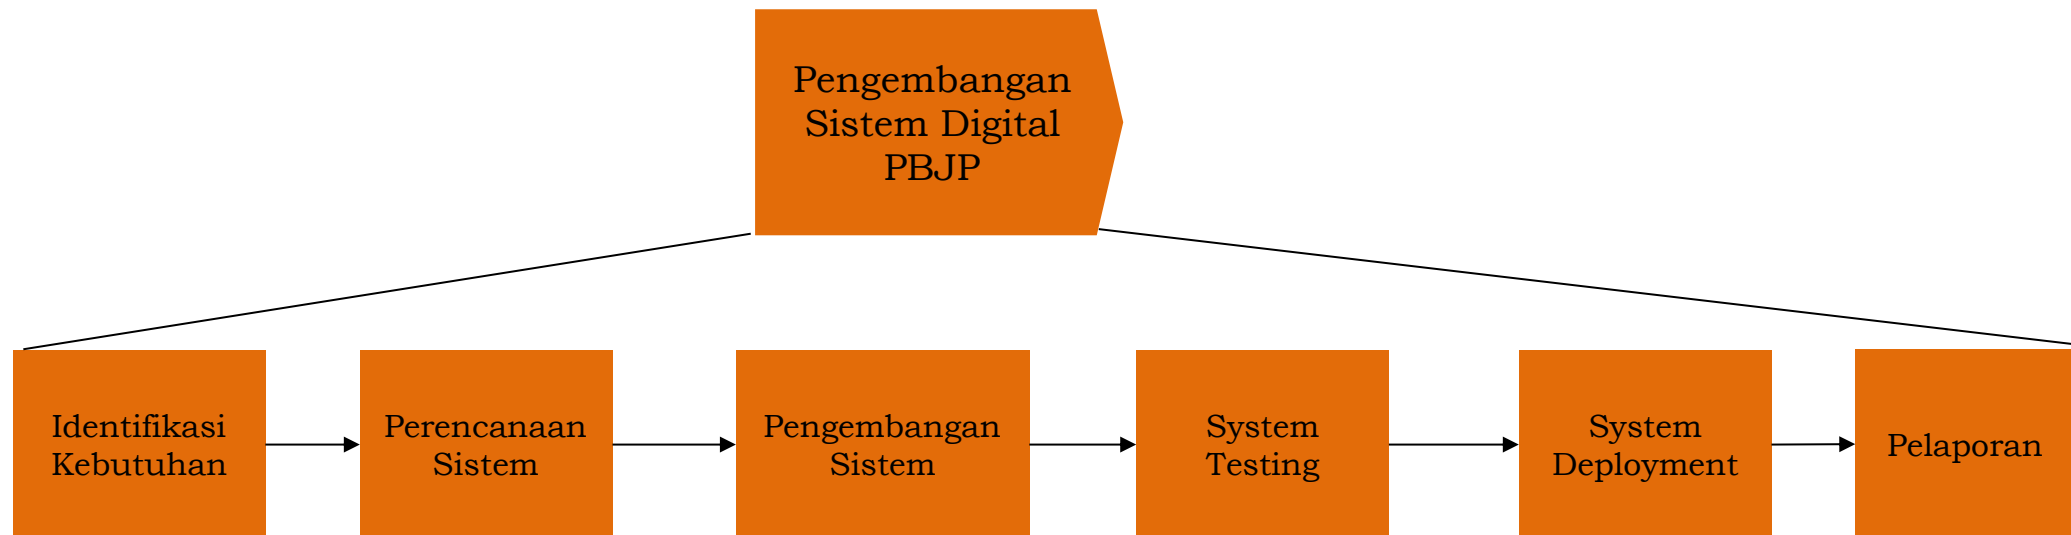 Pengembangan
Sistem Digital
PBJP
Identifikasi
Kebutuhan
Perencanaan
Sistem
Pengembangan
Sistem
System
Testing
System
Deployment
Pelaporan